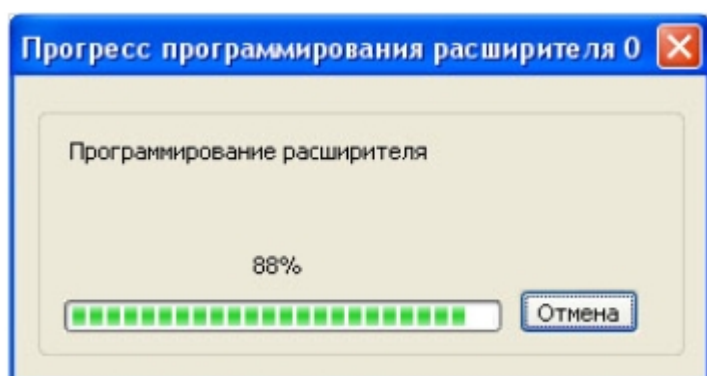 Прогресс программирования расширителя 0
Программирование расширителя
88%
Отмена